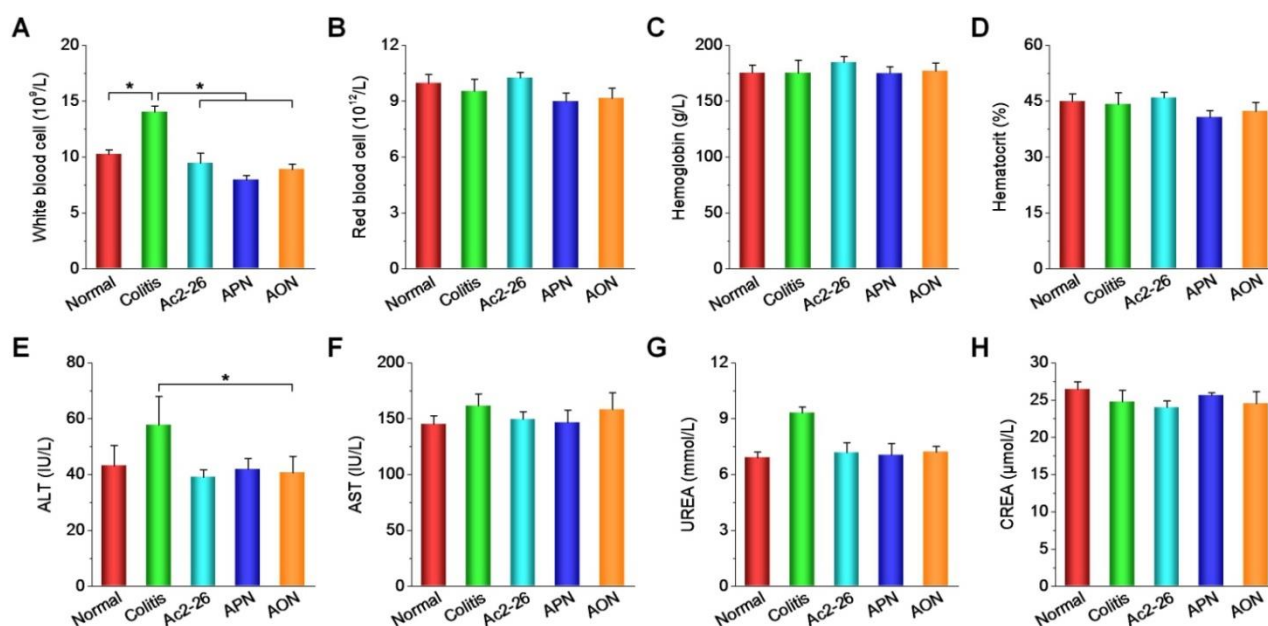 A
White blood cell (10⁹/L)
20
15
10
5
0
* *
Normal Colitis Ac2-26 APN AON
B
Red blood cell (10¹²/L)
12
9
6
3
0
Normal Colitis Ac2-26 APN AON
C
Hemoglobin (g/L)
200
150
100
50
0
Normal Colitis Ac2-26 APN AON
D
Hematocrit (%)
60
45
30
15
0
Normal Colitis Ac2-26 APN AON
E
ALT (IU/L)
80
60
40
20
0
*
Normal Colitis Ac2-26 APN AON
F
AST (IU/L)
200
150
100
50
0
Normal Colitis Ac2-26 APN AON
G
UREA (mmol/L)
12
9
6
3
0
Normal Colitis Ac2-26 APN AON
H
CREA (μmol/L)
30
25
20
15
10
5
0
Normal Colitis Ac2-26 APN AON